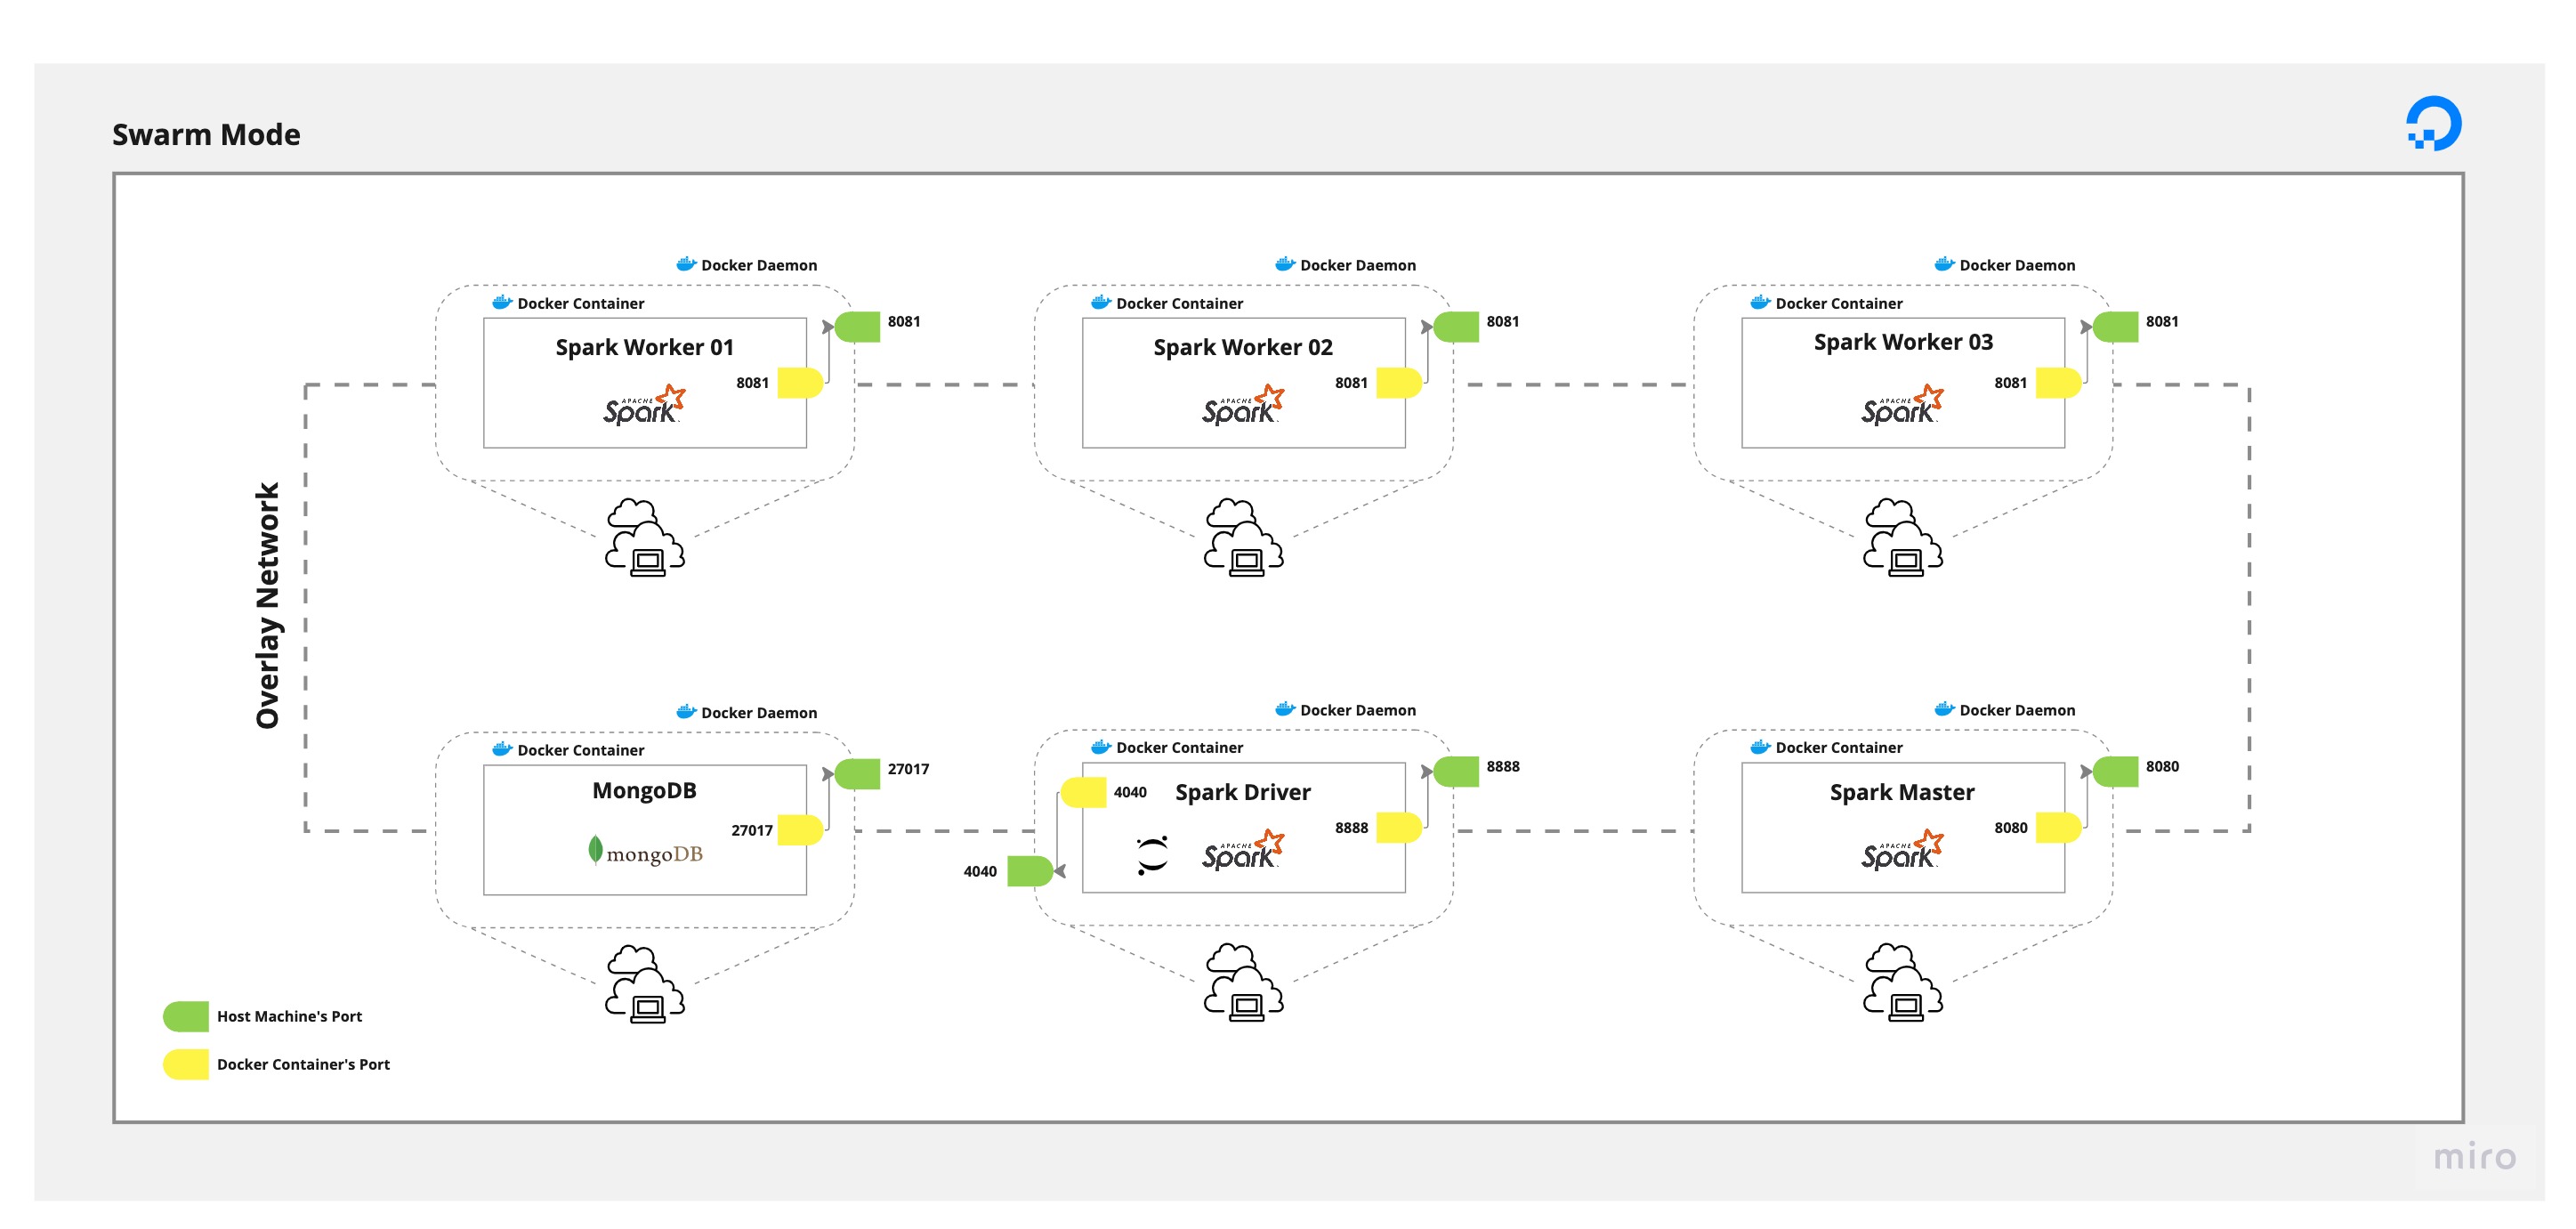 Swarm Mode
Docker Daemon
Docker Container
Spark Worker 01
8081
8081
APACHE
Spark
Docker Daemon
Docker Container
Spark Worker 02
8081
8081
APACHE
Spark
Docker Daemon
Docker Container
Spark Worker 03
8081
8081
APACHE
Spark
Overlay Network
Docker Daemon
Docker Container
MongoDB
27017
27017
mongoDB
Docker Daemon
Docker Container
4040
Spark Driver
8888
8888
4040
APACHE
Spark
Docker Daemon
Docker Container
Spark Master
8080
8080
APACHE
Spark
Host Machine's Port
Docker Container's Port
miro